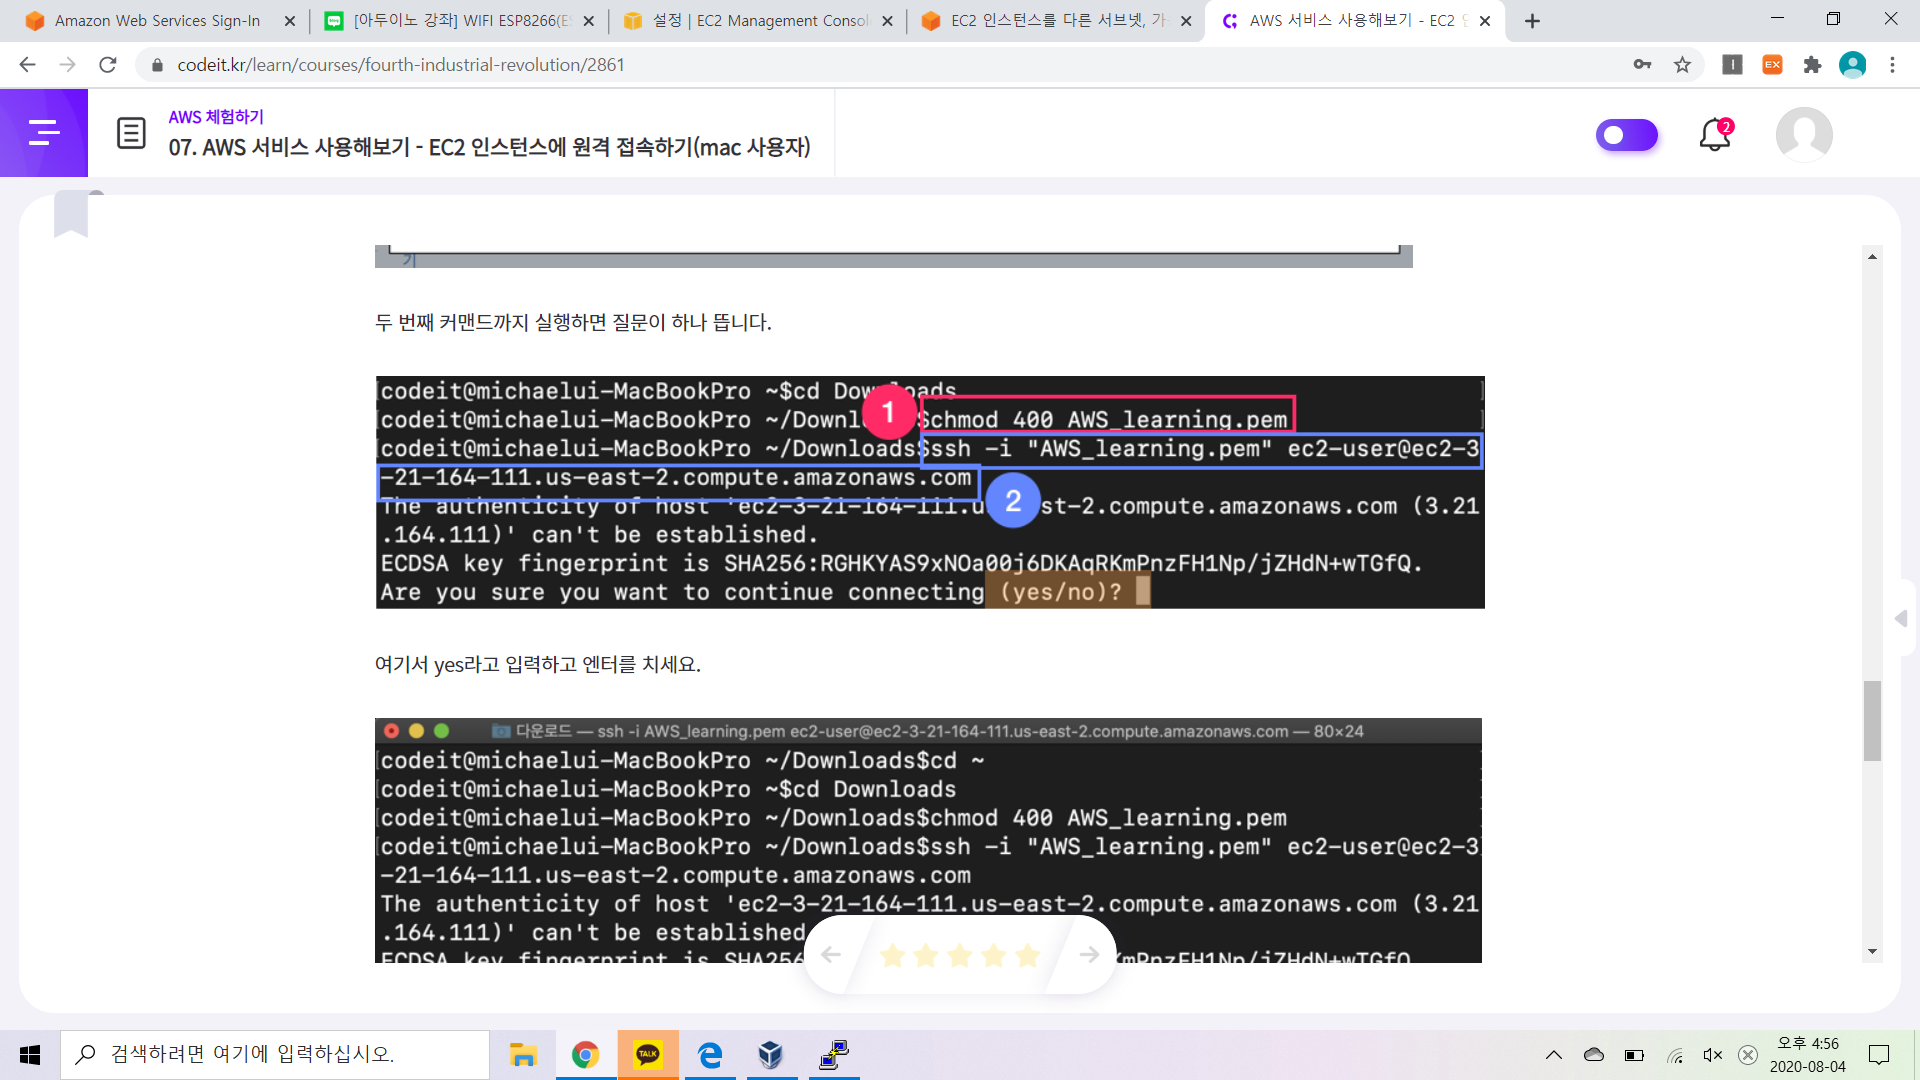 Amazon Web Services Sign-In
[아두이노 강좌] WIFI ESP8266(ES
설정 | EC2 Management Consol
EC2 인스턴스를 다른 서브넷, 가
AWS 서비스 사용해보기 - EC2 인
codeit.kr/learn/courses/fourth-industrial-revolution/2861
EX
AWS 체험하기
07. AWS 서비스 사용해보기 - EC2 인스턴스에 원격 접속하기(mac 사용자)
2
기
두 번째 커맨드까지 실행하면 질문이 하나 뜹니다.
codeit@michaelui-MacBookPro ~$cd Downloads
codeit@michaelui-MacBookPro ~/Downl 1 $chmod 400 AWS_learning.pem
codeit@michaelui-MacBookPro ~/Downloads$ssh -i "AWS_learning.pem" ec2-user@ec2-3
-21-164-111.us-east-2.compute.amazonaws.com
2
The authenticity of host 'ec2-3-21-164-111.u st-2.compute.amazonaws.com (3.21
.164.111)' can't be established.
ECDSA key fingerprint is SHA256:RGHKYAS9xNOa00j6DKAqRKmPnzFH1Np/jZHdN+wTGfQ.
Are you sure you want to continue connecting (yes/no)?
여기서 yes라고 입력하고 엔터를 치세요.
다운로드 — ssh -i AWS_learning.pem ec2-user@ec2-3-21-164-111.us-east-2.compute.amazonaws.com — 80×24
codeit@michaelui-MacBookPro ~/Downloads$cd ~
codeit@michaelui-MacBookPro ~$cd Downloads
codeit@michaelui-MacBookPro ~/Downloads$chmod 400 AWS_learning.pem
codeit@michaelui-MacBookPro ~/Downloads$ssh -i "AWS_learning.pem" ec2-user@ec2-3
-21-164-111.us-east-2.compute.amazonaws.com
The authenticity of host 'ec2-3-21-164-111.us-east-2.compute.amazonaws.com (3.21
.164.111)' can't be established
ECDSA key fingerprint is SHA256 mPnzFH1Np/jZHdN+wTGfQ
검색하려면 여기에 입력하십시오.
TALK
오후 4:56
2020-08-04